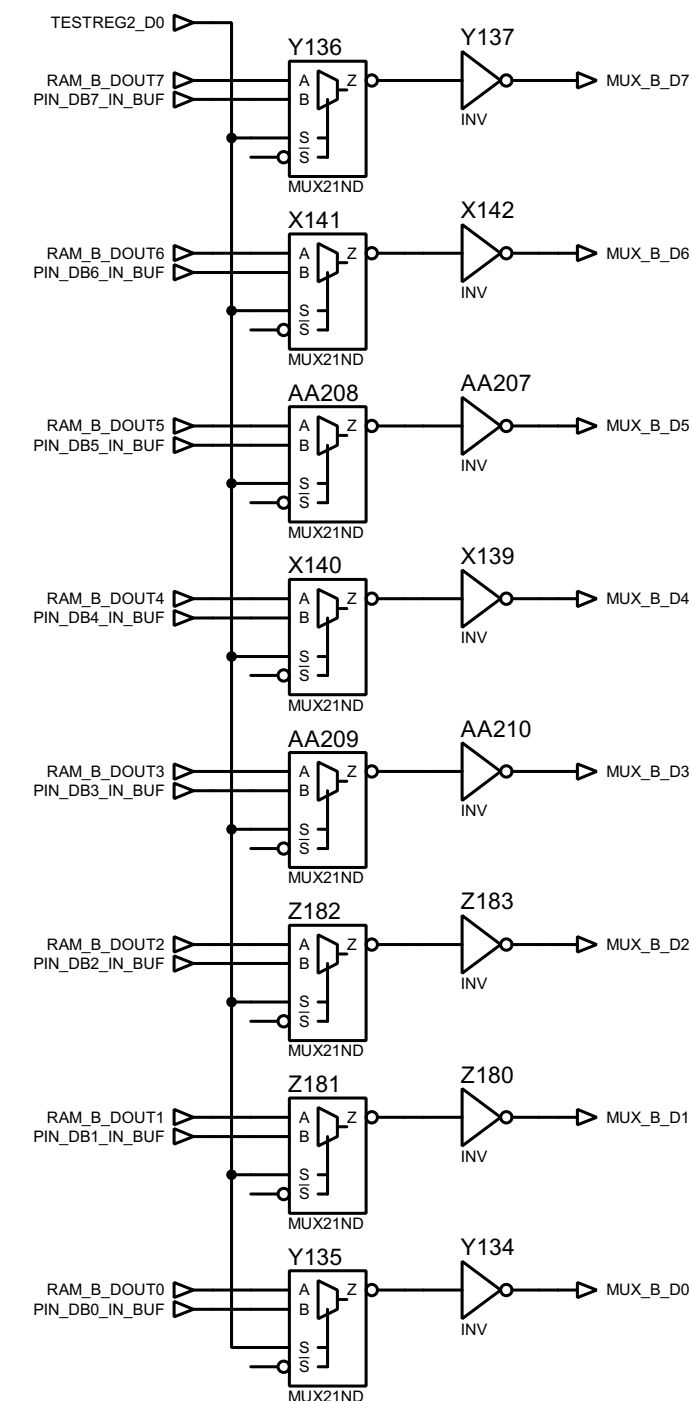 TESTREG2_D0
Y136
Y137
RAM_B_DOUT7
A
Z
MUX_B_D7
PIN_DB7_IN_BUF
B
INV
S
S̅
MUX21ND
X141
X142
RAM_B_DOUT6
A
Z
MUX_B_D6
PIN_DB6_IN_BUF
B
INV
S
S̅
MUX21ND
AA208
AA207
RAM_B_DOUT5
A
Z
MUX_B_D5
PIN_DB5_IN_BUF
B
INV
S
S̅
MUX21ND
X140
X139
RAM_B_DOUT4
A
Z
MUX_B_D4
PIN_DB4_IN_BUF
B
INV
S
S̅
MUX21ND
AA209
AA210
RAM_B_DOUT3
A
Z
MUX_B_D3
PIN_DB3_IN_BUF
B
INV
S
S̅
MUX21ND
Z182
Z183
RAM_B_DOUT2
A
Z
MUX_B_D2
PIN_DB2_IN_BUF
B
INV
S
S̅
MUX21ND
Z181
Z180
RAM_B_DOUT1
A
Z
MUX_B_D1
PIN_DB1_IN_BUF
B
INV
S
S̅
MUX21ND
Y135
Y134
RAM_B_DOUT0
A
Z
MUX_B_D0
PIN_DB0_IN_BUF
B
INV
S
S̅
MUX21ND